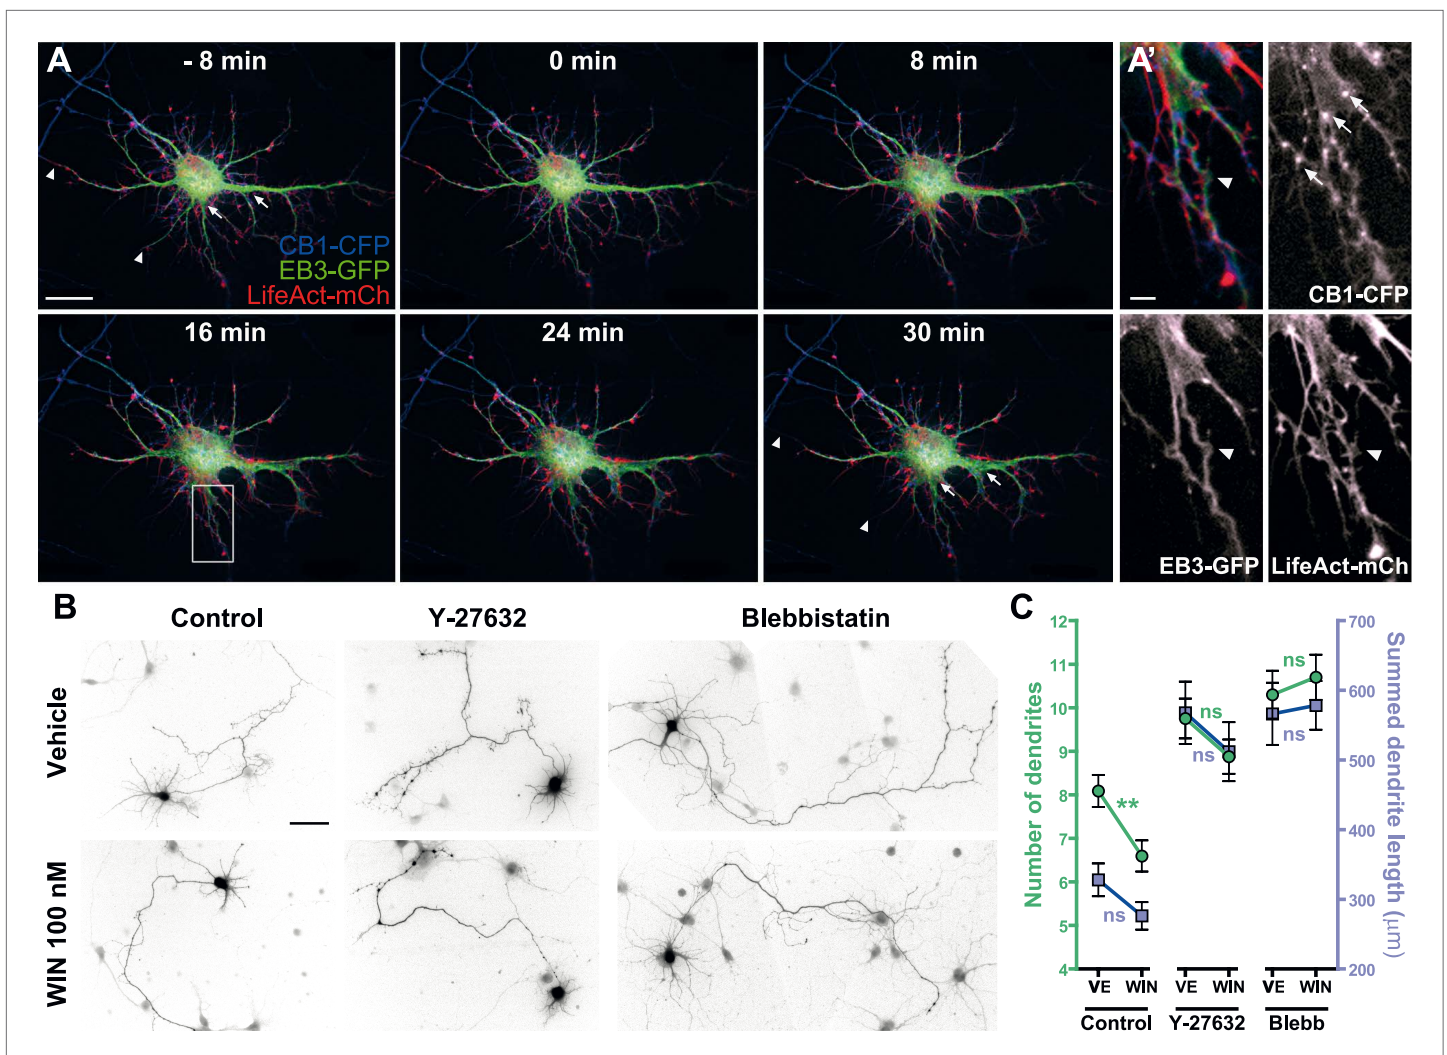 A
- 8 min
0 min
8 min
A'
CB1-CFP
EB3-GFP
LifeAct-mCh
CB1-CFP
16 min
24 min
30 min
EB3-GFP
LifeAct-mCh
B
Control
Y-27632
Blebbistatin
Vehicle
WIN 100 nM
C
Number of dendrites
12
11
10
9
8
7
6
5
4
**
ns
ns
ns
ns
ns
700
600
500
400
300
200
Summed dendrite length (μm)
VE
WIN
VE
WIN
VE
WIN
Control
Y-27632
Blebb